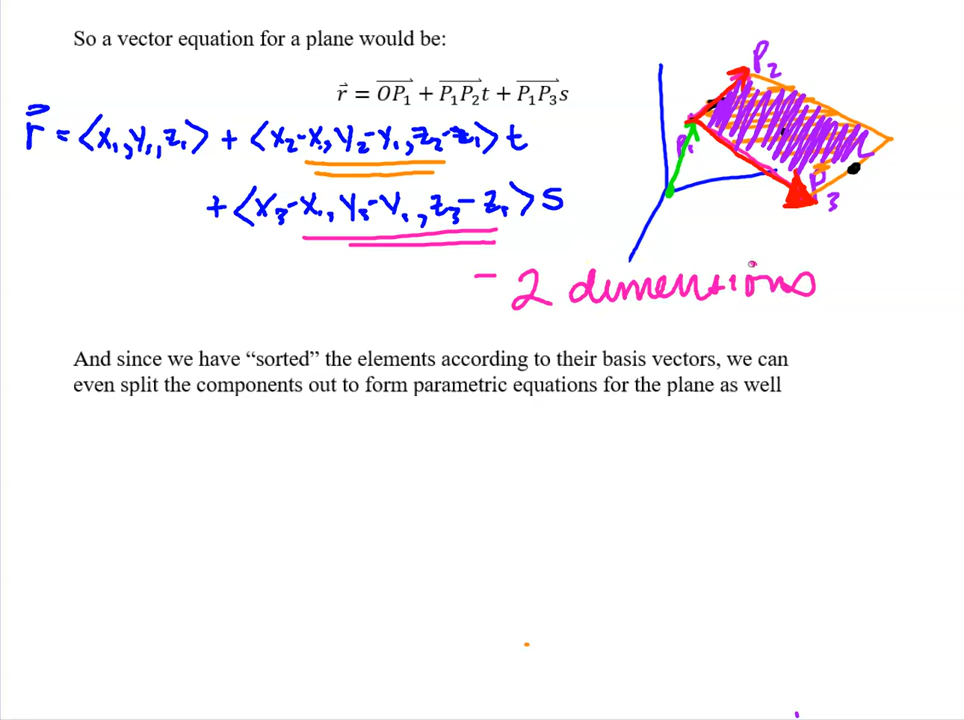 So a vector equation for a plane would be:
r⃗ = OP₁ + P₁P₂t + P₁P₃s
r⃗ = <x₁, y₁, z₁> + <x₂-x₁, y₂-y₁, z₂-z₁> t
+ <x₃-x₁, y₃-y₁, z₃-z₁> s
P₂
P₁
P
3
- 2 dimentions
And since we have “sorted” the elements according to their basis vectors, we can
even split the components out to form parametric equations for the plane as well